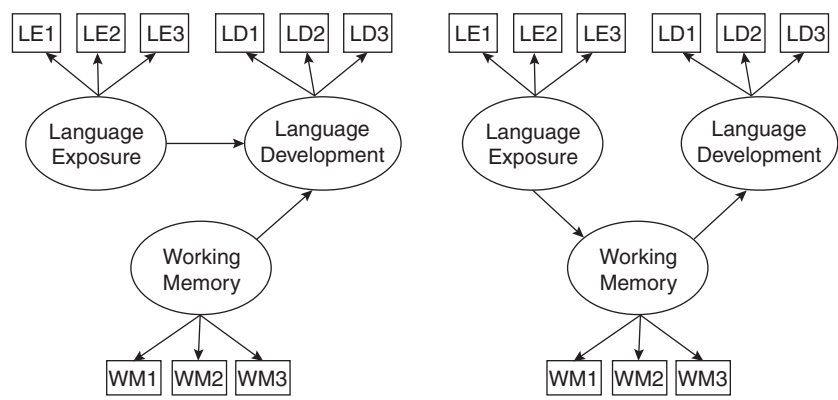 LE1 LE2 LE3 LD1 LD2 LD3
Language
Exposure
Language
Development
Working
Memory
WM1 WM2 WM3
LE1 LE2 LE3 LD1 LD2 LD3
Language
Exposure
Language
Development
Working
Memory
WM1 WM2 WM3